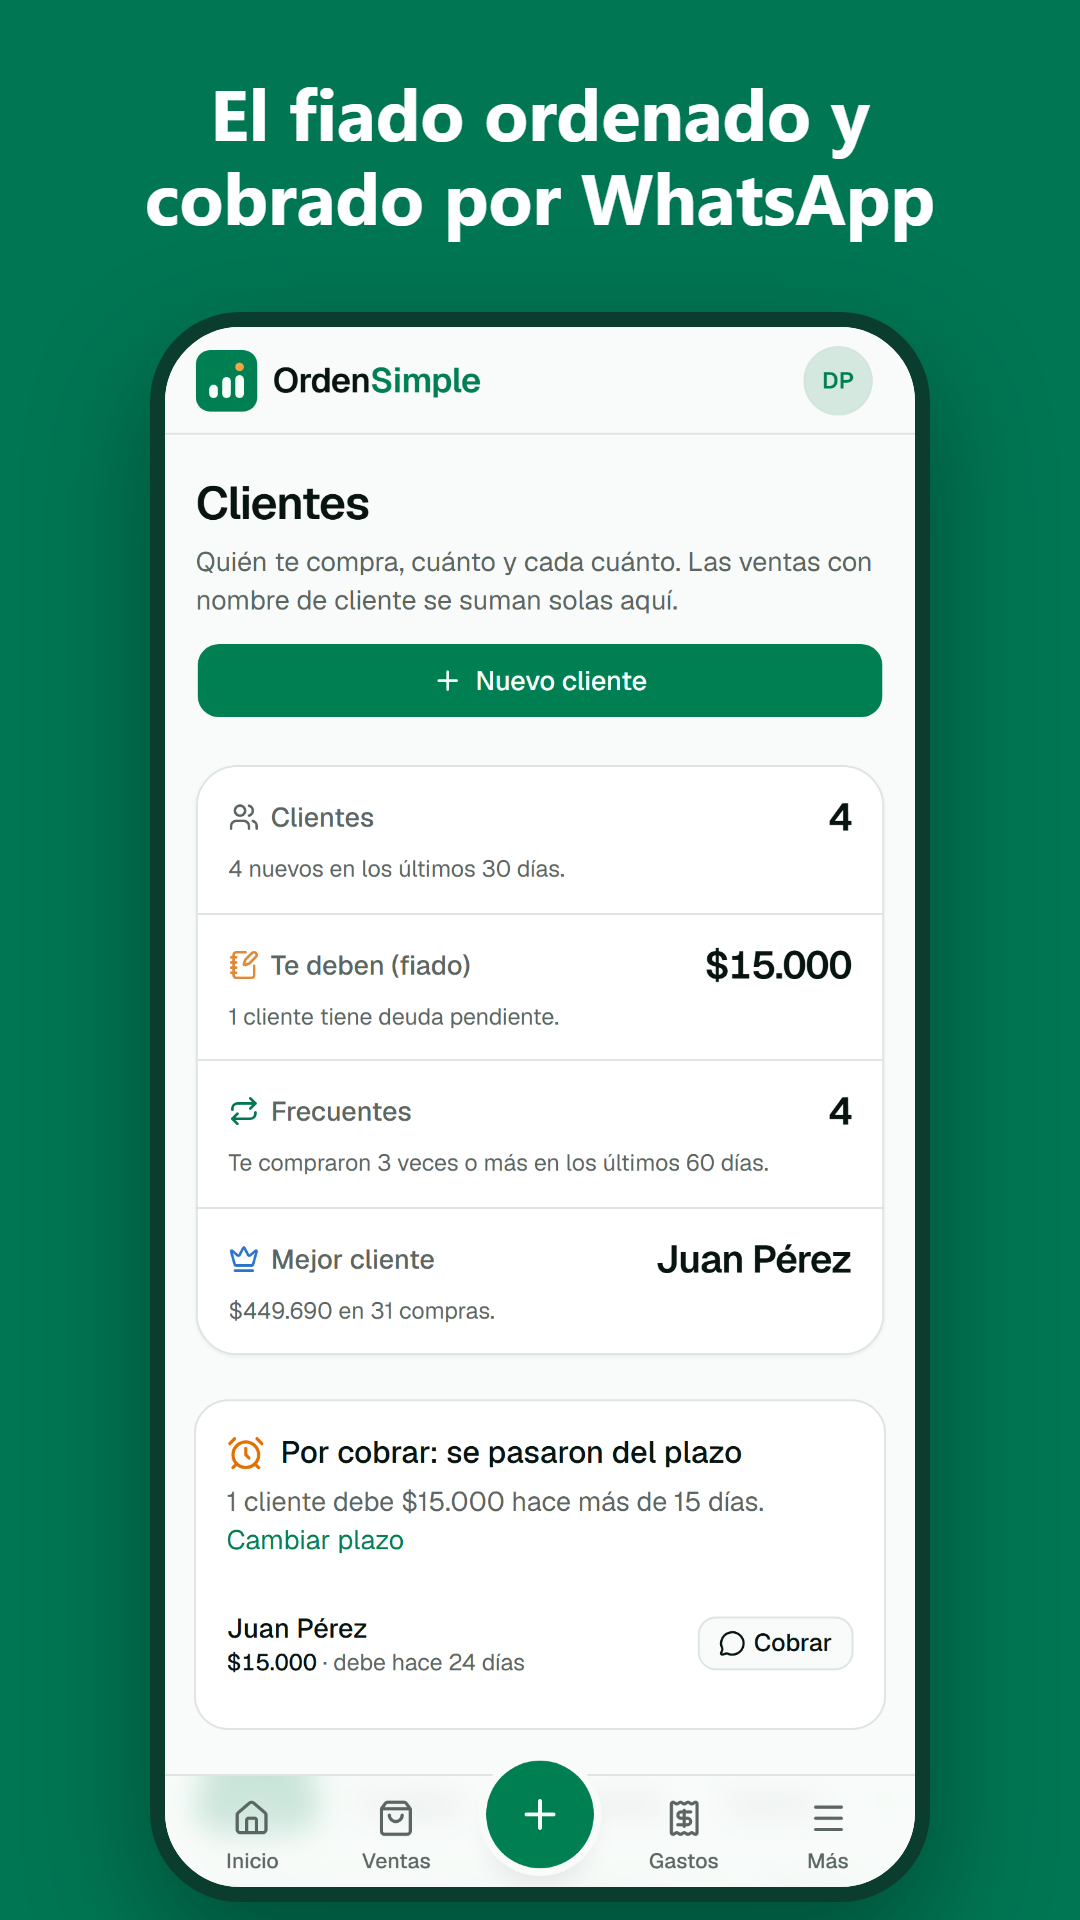 El fiado ordenado y
cobrado por WhatsApp
OrdenSimple
DP
Clientes
Quién te compra, cuánto y cada cuánto. Las ventas con
nombre de cliente se suman solas aquí.
+ Nuevo cliente
Clientes
4
4 nuevos en los últimos 30 días.
Te deben (fiado)
$15.000
1 cliente tiene deuda pendiente.
Frecuentes
4
Te compraron 3 veces o más en los últimos 60 días.
Mejor cliente
Juan Pérez
$449.690 en 31 compras.
Por cobrar: se pasaron del plazo
1 cliente debe $15.000 hace más de 15 días.
Cambiar plazo
Juan Pérez
$15.000 · debe hace 24 días
Cobrar
Inicio
Ventas
Gastos
Más